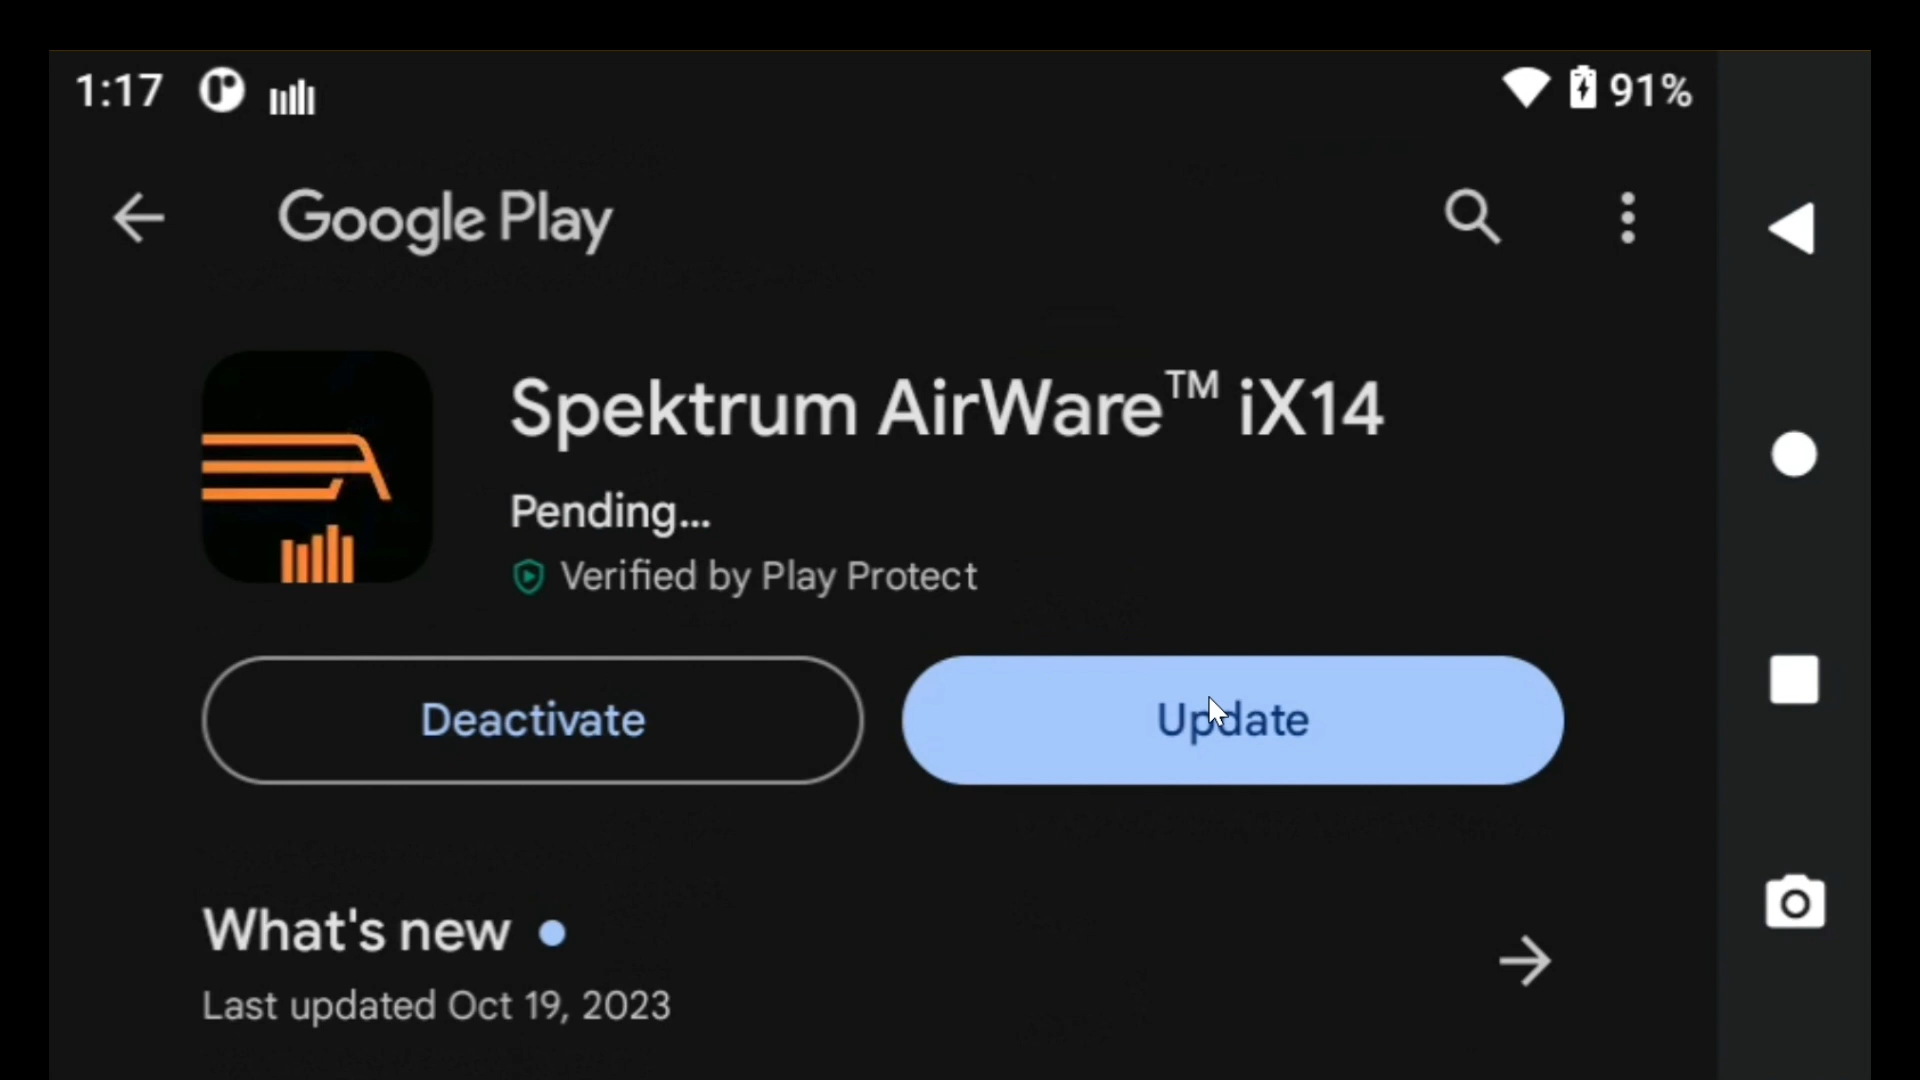 1:17
91%
Google Play
Spektrum AirWare™ iX14
Pending...
Verified by Play Protect
Deactivate
Update
What's new
Last updated Oct 19, 2023